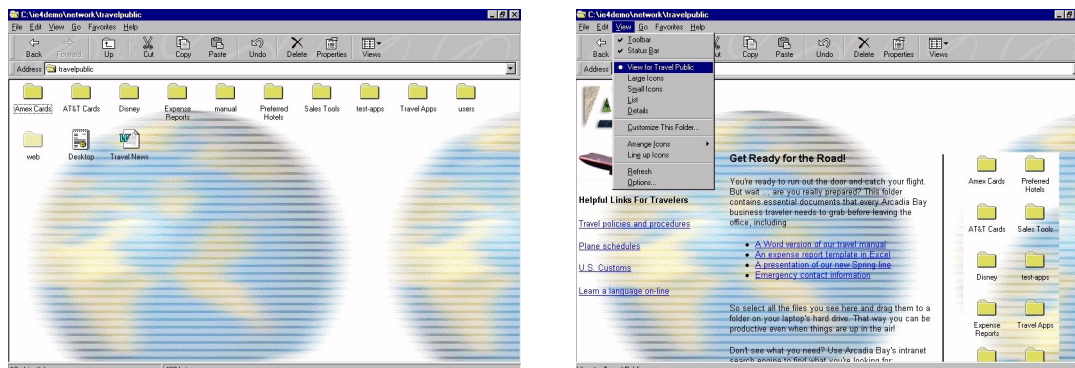 C:\ie4demo\network\travelpublic
File Edit View Go Favorites Help
Back Forward Up Cut Copy Paste Undo Delete Properties Views
Address travelpublic
Amex Cards AT&T Cards Disney Expense Reports manual Preferred Hotels Sales Tools test-apps Travel Apps users
web Desktop Travel News
C:\ie4demo\network\travelpublic
File Edit View Go Favorites Help
Back Cut Copy Paste Undo Delete Properties Views
Address
Toolbar
Status Bar
View for Travel Public
Large Icons
Small Icons
List
Details
Customize This Folder...
Arrange Icons
Line up Icons
Refresh
Options...
Helpful Links For Travelers
Travel policies and procedures
Plane schedules
U.S. Customs
Learn a language on-line
Get Ready for the Road!
You're ready to run out the door and catch your flight.
But wait ... are you really prepared? This folder
contains essential documents that every Arcadia Bay
business traveler needs to grab before leaving the
office, including
A Word version of our travel manual
An expense report template in Excel
A presentation of our new Spring line
Emergency contact information
So select all the files you see here and drag them to a
folder on your laptop's hard drive. That way you can be
productive even when things are up in the air!
Don't see what you need? Use Arcadia Bay's intranet
search engine to find what you're looking for:
Amex Cards Preferred Hotels
AT&T Cards Sales Tools
Disney test-apps
Expense Reports Travel Apps